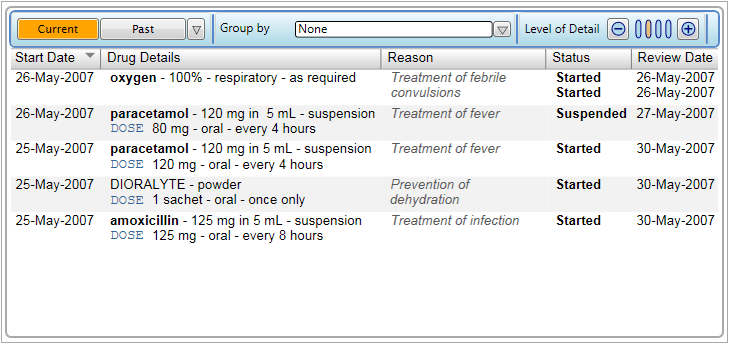 Current Past Group by None Level of Detail
Start Date Drug Details Reason Status Review Date
26-May-2007 oxygen - 100% - respiratory - as required Treatment of febrile Started 26-May-2007
convulsions Started 26-May-2007
26-May-2007 paracetamol - 120 mg in 5 mL - suspension Treatment of fever Suspended 27-May-2007
DOSE 80 mg - oral - every 4 hours
25-May-2007 paracetamol - 120 mg in 5 mL - suspension Treatment of fever Started 30-May-2007
DOSE 120 mg - oral - every 4 hours
25-May-2007 DIORALYTE - powder Prevention of Started 30-May-2007
DOSE 1 sachet - oral - once only dehydration
25-May-2007 amoxicillin - 125 mg in 5 mL - suspension Treatment of infection Started 30-May-2007
DOSE 125 mg - oral - every 8 hours